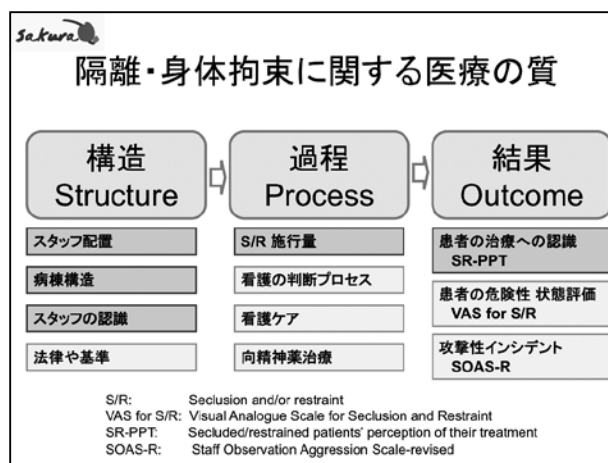 sakura
隔離・身体拘束に関する医療の質
構造
Structure
過程
Process
結果
Outcome
スタッフ配置
病棟構造
スタッフの認識
法律や基準
S/R 施行量
看護の判断プロセス
看護ケア
向精神薬治療
患者の治療への認識
SR-PPT
患者の危険性 状態評価
VAS for S/R
攻撃性インシデント
SOAS-R
S/R: Seclusion and/or restraint
VAS for S/R: Visual Analogue Scale for Seclusion and Restraint
SR-PPT: Secluded/restrained patients' perception of their treatment
SOAS-R: Staff Observation Aggression Scale-revised